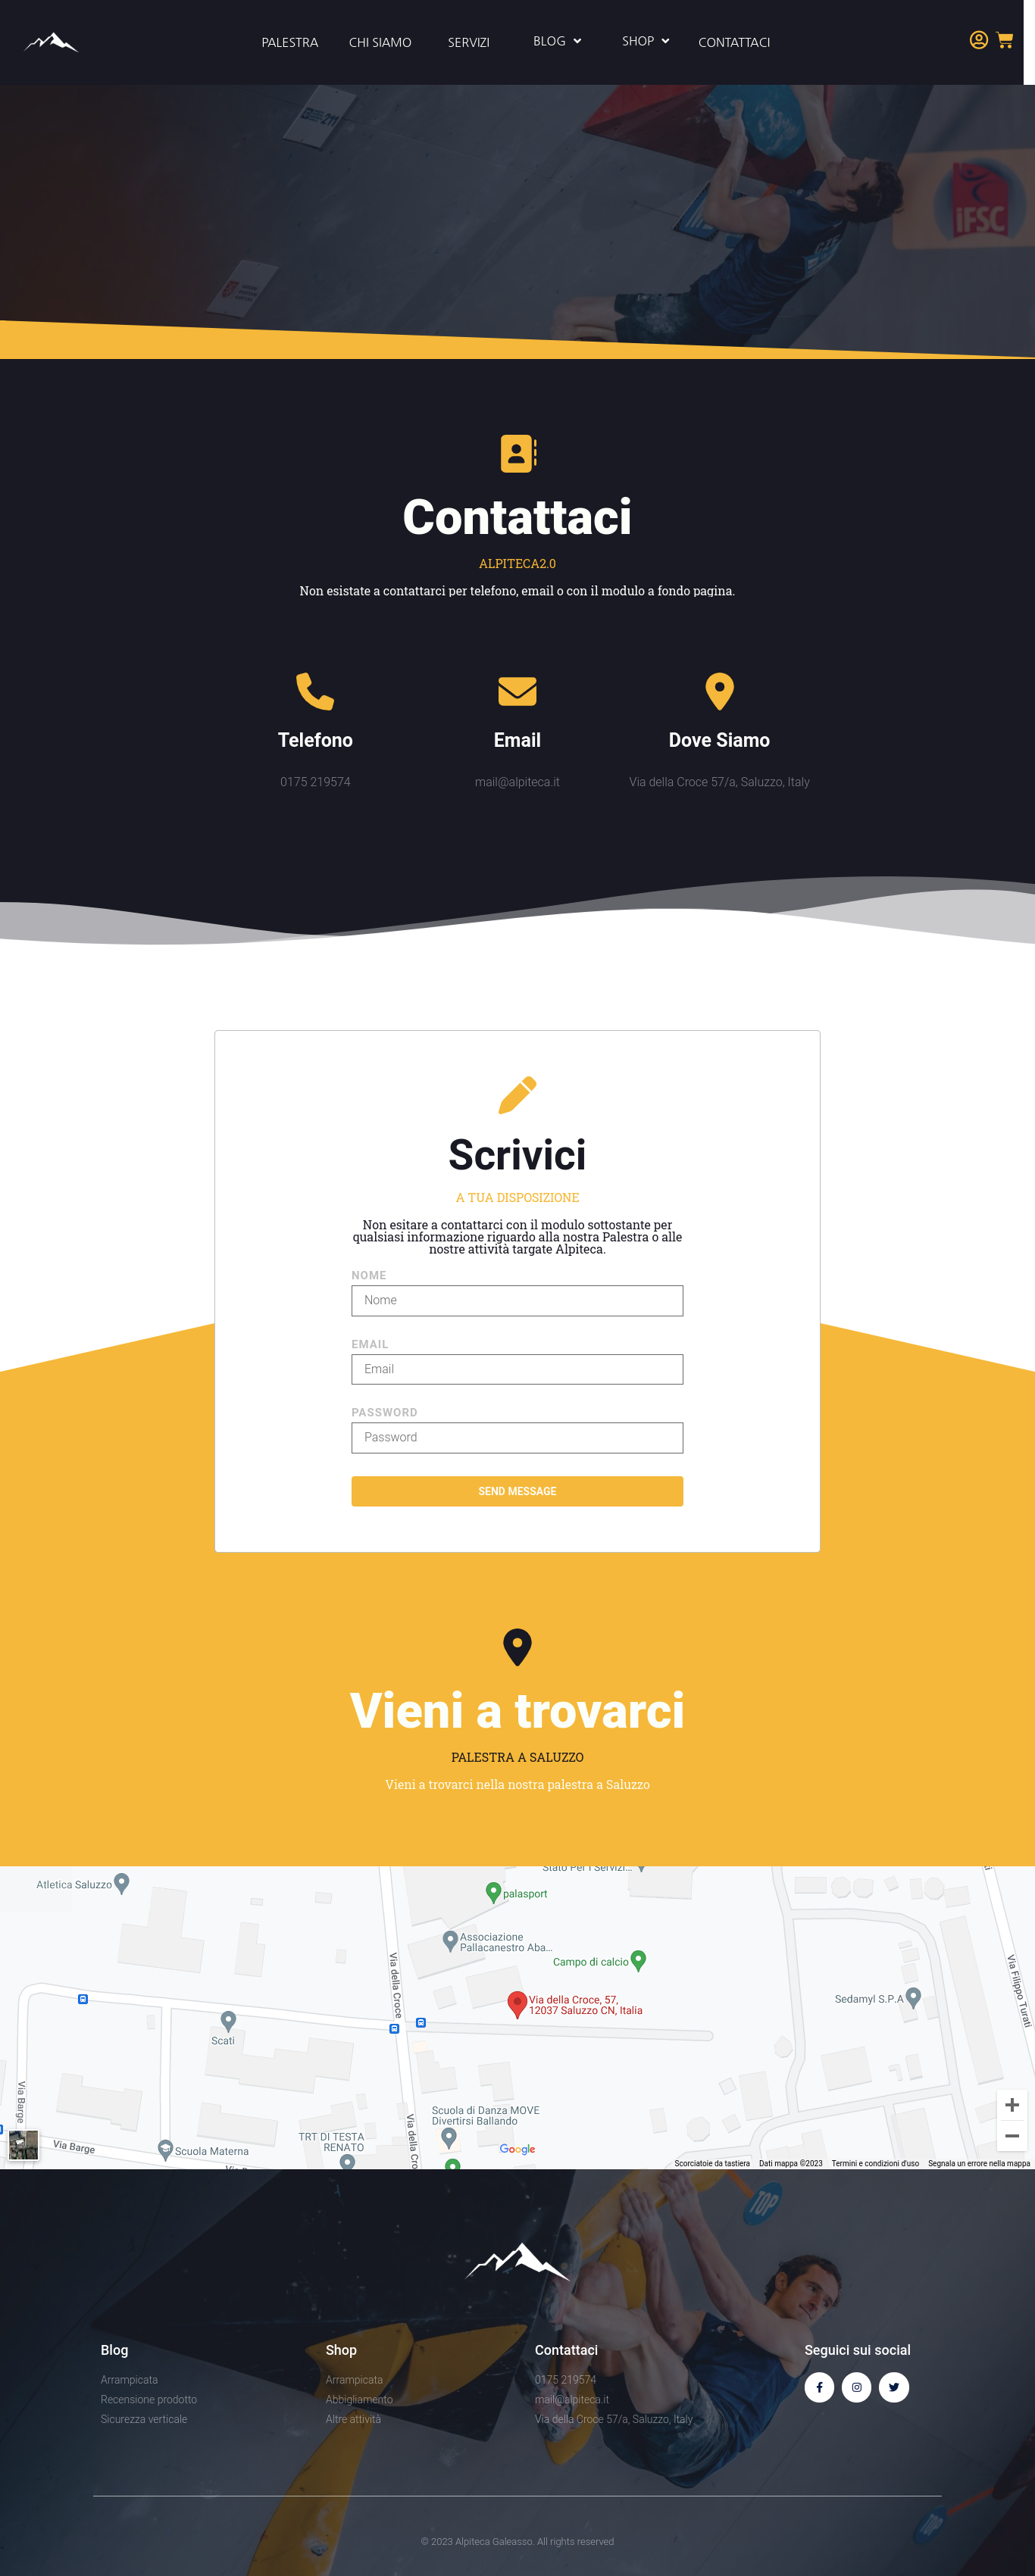 PALESTRA CHI SIAMO SERVIZI BLOG SHOP CONTATTACI
211
CZE
IFSC
Contattaci
ALPITECA2.0
Non esistate a contattarci per telefono, email o con il modulo a fondo pagina.
Telefono Email Dove Siamo
0175 219574 mail@alpiteca.it Via della Croce 57/a, Saluzzo, Italy
Scrivici
A TUA DISPOSIZIONE
Non esitare a contattarci con il modulo sottostante per
qualsiasi informazione riguardo alla nostra Palestra o alle
nostre attività targate Alpiteca.
NOME
Nome
EMAIL
Email
PASSWORD
Password
SEND MESSAGE
Vieni a trovarci
PALESTRA A SALUZZO
Vieni a trovarci nella nostra palestra a Saluzzo
Stato Per I Servizi...
Atletica Saluzzo
palasport
Associazione
Pallacanestro Aba...
Campo di calcio
Via della Croce
Via Filippo Turati
Via della Croce, 57,
12037 Saluzzo CN, Italia
Sedamyl S.P.A
Scati
Via Barge
Scuola di Danza MOVE
Divertirsi Ballando
TRT DI TESTA
RENATO
Via Barge
Scuola Materna
Via della Cro
Google
Scorciatoie da tastiera Dati mappa ©2023 Termini e condizioni d'uso Segnala un errore nella mappa
TOP
Blog Shop Contattaci Seguici sui social
Arrampicata Arrampicata 0175 219574
Recensione prodotto Abbigliamento mail@alpiteca.it
Sicurezza verticale Altre attività Via della Croce 57/a, Saluzzo, Italy
© 2023 Alpiteca Galeasso. All rights reserved